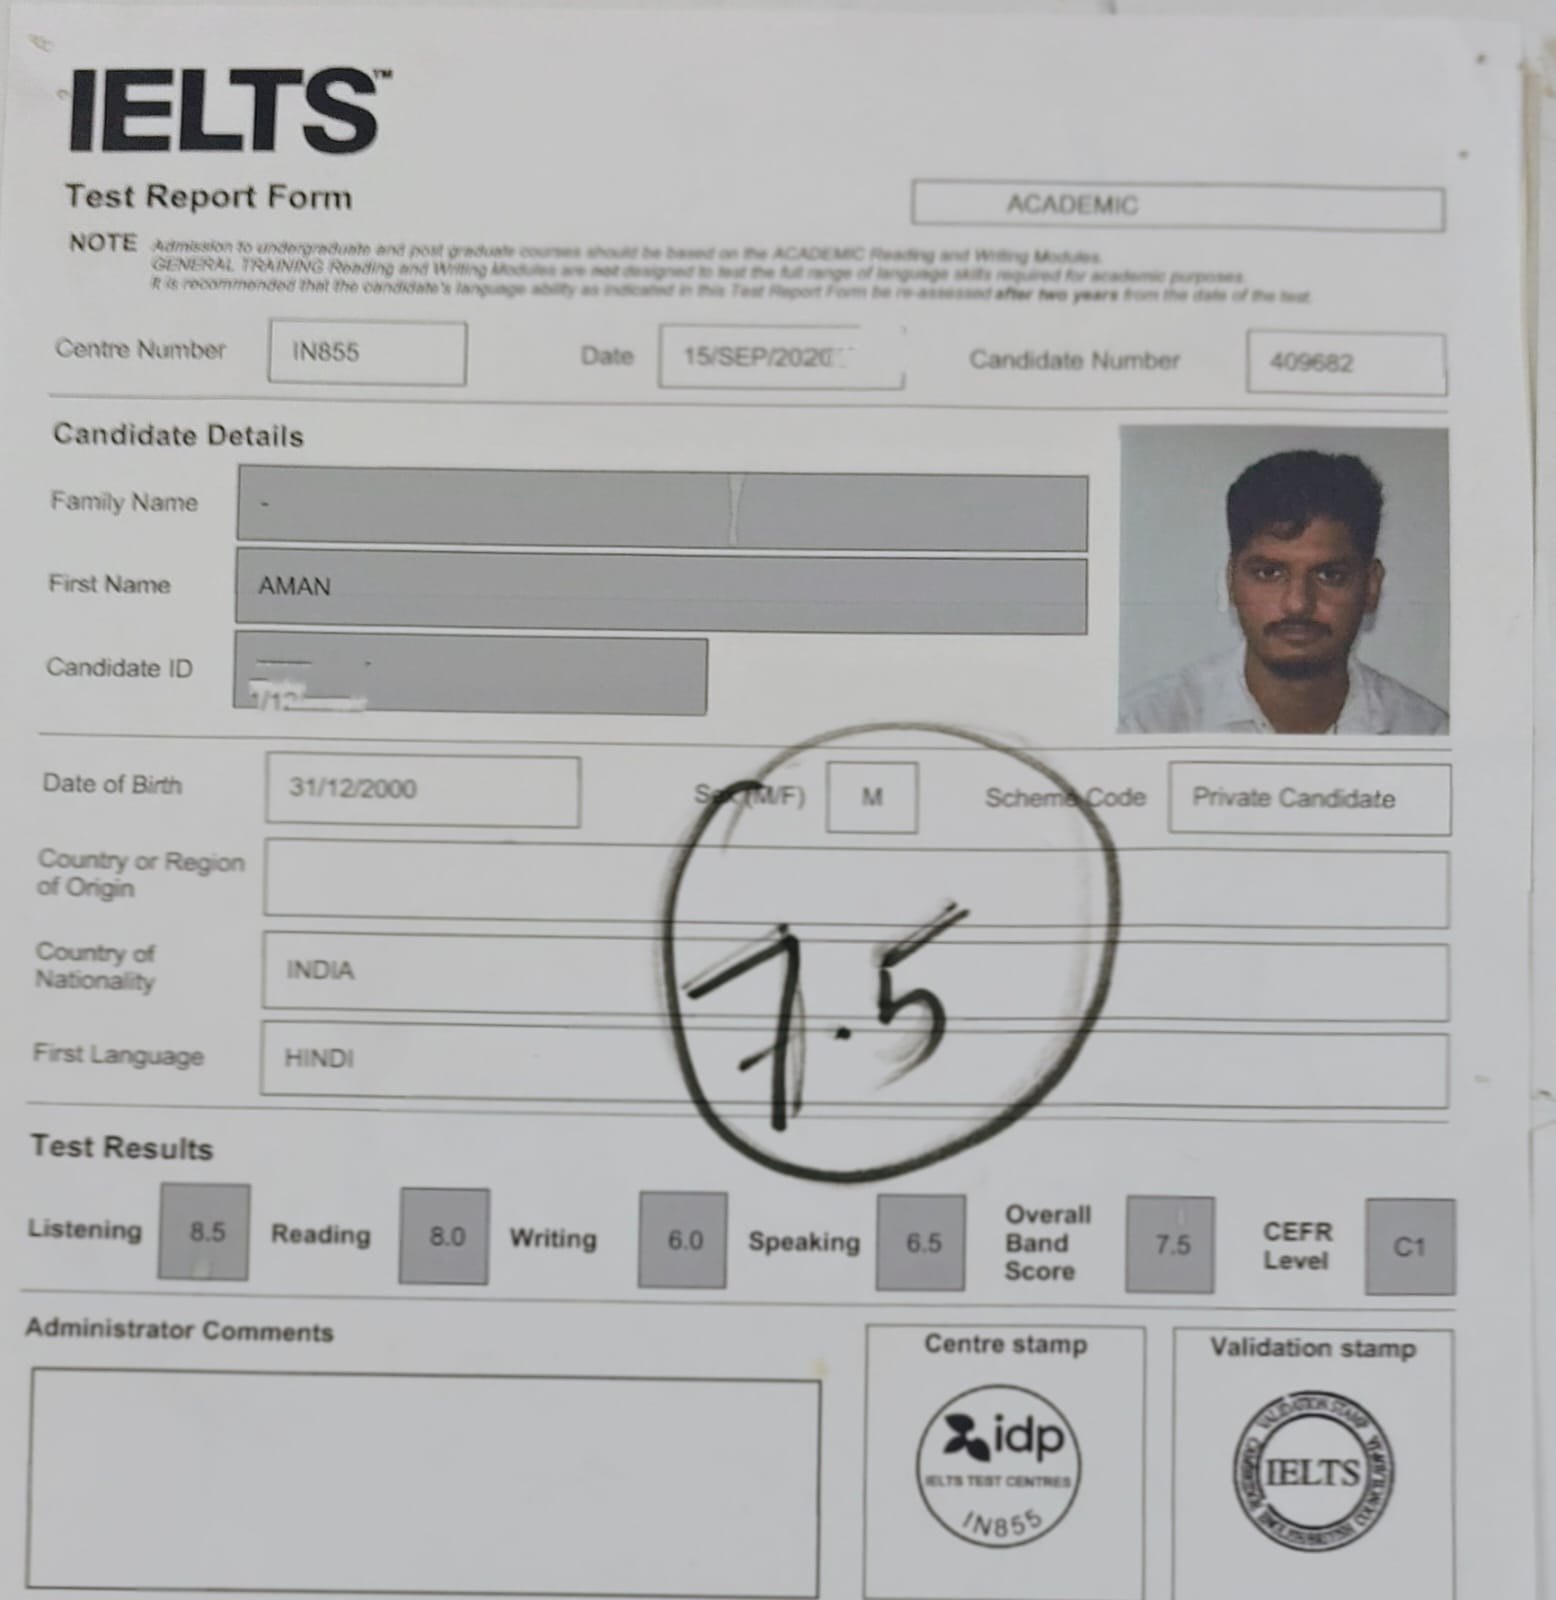 IELTS™
Test Report Form
ACADEMIC
NOTE Admission to undergraduate and post graduate courses should be based on the ACADEMIC Reading and Writing Modules.
GENERAL TRAINING Reading and Writing Modules are not designed to test the full range of language skills required for academic purposes.
It is recommended that the candidate's language ability as indicated in this Test Report Form be re-assessed after two years from the date of the test.
Centre Number IN855 Date 15/SEP/2020 Candidate Number 409682
Candidate Details
Family Name -
First Name AMAN
Candidate ID
Date of Birth 31/12/2000 Sex (M/F) M Scheme Code Private Candidate
Country or Region
of Origin
Country of
Nationality INDIA
7.5
First Language HINDI
Test Results
Listening 8.5 Reading 8.0 Writing 6.0 Speaking 6.5 Overall Band Score 7.5 CEFR Level C1
Administrator Comments
Centre stamp
Validation stamp
idp
IELTS TEST CENTRES
IN855
VALIDATION STAMP
IELTS